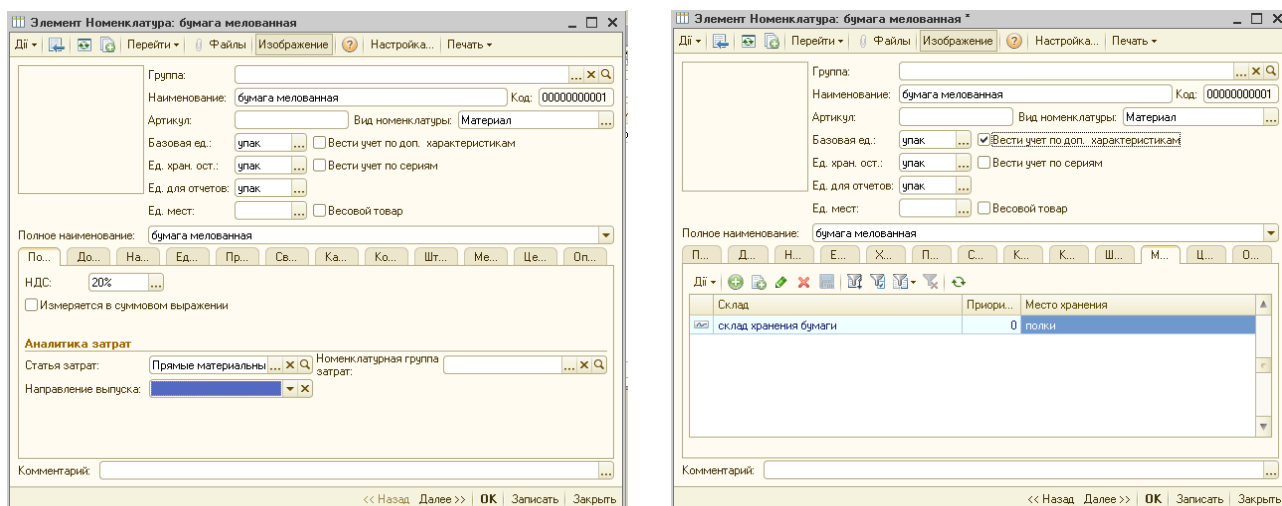 Элемент Номенклатура: бумага мелованная
Дії Перейти Файлы Изображение Настройка... Печать
Группа:
Наименование: бумага мелованная Код: 00000000001
Артикул: Вид номенклатуры: Материал ...
Базовая ед.: упак ... Вести учет по доп. характеристикам
Ед. хран. ост.: упак ... Вести учет по сериям
Ед. для отчетов: упак ...
Ед. мест: ... Весовой товар
Полное наименование: бумага мелованная
По... До... На... Ед... Пр... Св... Ка... Ко... Шт... Ме... Це... Оп...
НДС: 20% ...
Измеряется в суммовом выражении
Аналитика затрат
Статья затрат: Прямые материальны ... Номенклатурная группа затрат: ...
Направление выпуска:
Комментарий: ...
<< Назад Далее >> OK Записать Закрыть
Элемент Номенклатура: бумага мелованная *
Дії Перейти Файлы Изображение Настройка... Печать
Группа:
Наименование: бумага мелованная Код: 00000000001
Артикул: Вид номенклатуры: Материал ...
Базовая ед.: упак ... Вести учет по доп. характеристикам
Ед. хран. ост.: упак ... Вести учет по сериям
Ед. для отчетов: упак ...
Ед. мест: ... Весовой товар
Полное наименование: бумага мелованная
П... Д... Н... Е... Х... П... С... К... К... Ш... М... Ц... О...
Дії
Склад Приори... Место хранения
склад хранения бумаги 0 полки
Комментарий: ...
<< Назад Далее >> OK Записать Закрыть